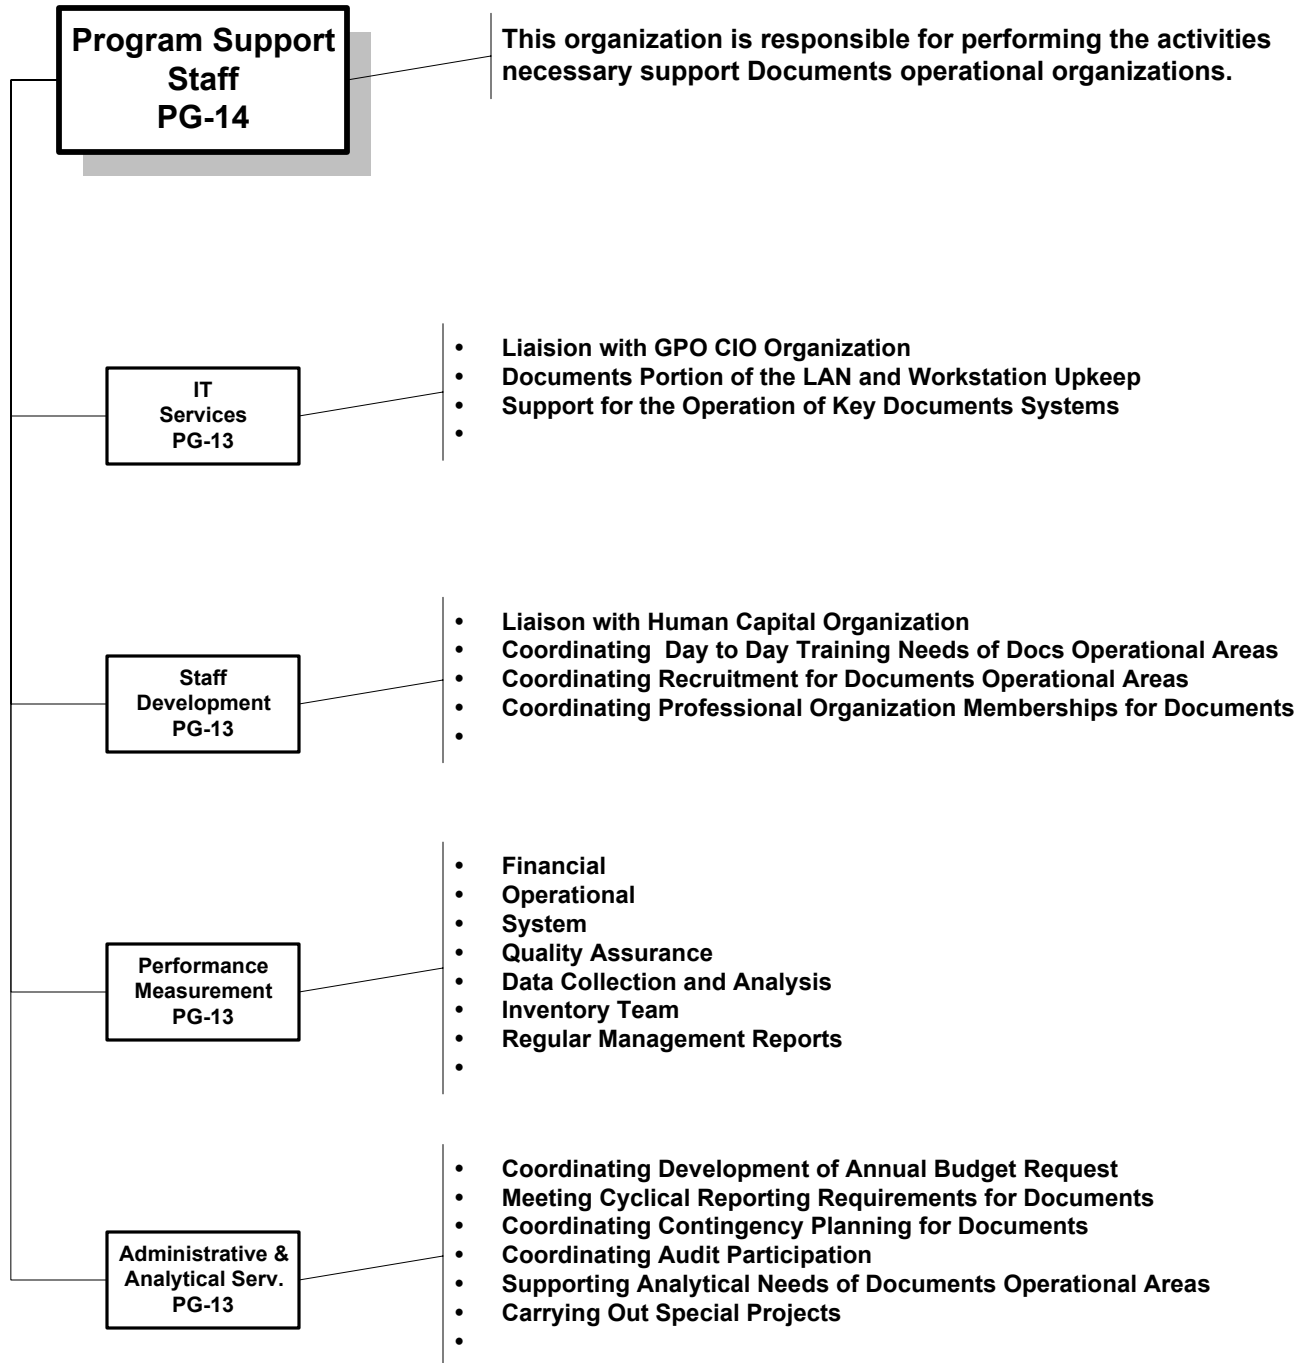 Program Support
Staff
PG-14
This organization is responsible for performing the activities
necessary support Documents operational organizations.
IT
Services
PG-13
• Liaision with GPO CIO Organization
• Documents Portion of the LAN and Workstation Upkeep
• Support for the Operation of Key Documents Systems
•
Staff
Development
PG-13
• Liaison with Human Capital Organization
• Coordinating  Day to Day Training Needs of Docs Operational Areas
• Coordinating Recruitment for Documents Operational Areas
• Coordinating Professional Organization Memberships for Documents
•
Performance
Measurement
PG-13
• Financial
• Operational
• System
• Quality Assurance
• Data Collection and Analysis
• Inventory Team
• Regular Management Reports
•
Administrative &
Analytical Serv.
PG-13
• Coordinating Development of Annual Budget Request
• Meeting Cyclical Reporting Requirements for Documents
• Coordinating Contingency Planning for Documents
• Coordinating Audit Participation
• Supporting Analytical Needs of Documents Operational Areas
• Carrying Out Special Projects
•